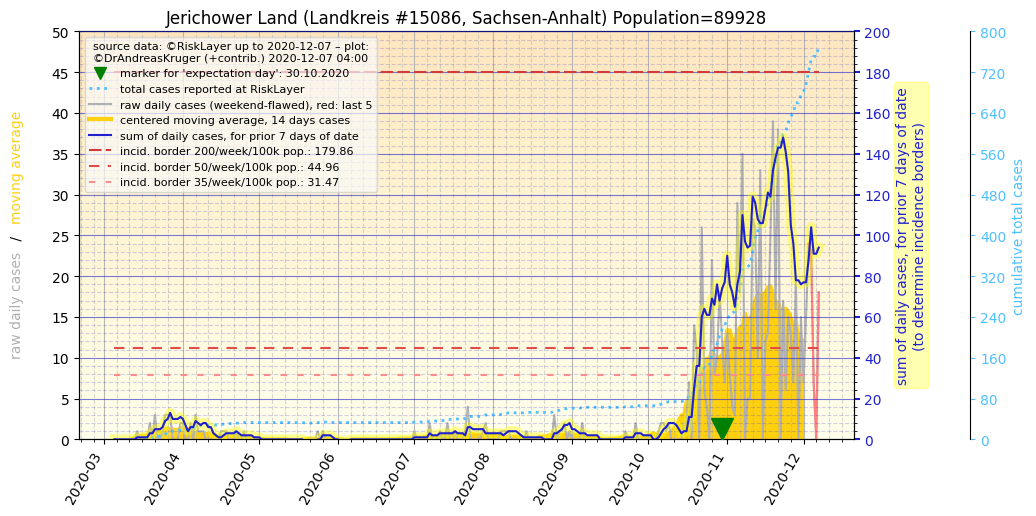 Jerichower Land (Landkreis #15086, Sachsen-Anhalt) Population=89928
source data: ©RiskLayer up to 2020-12-07 – plot:
©DrAndreasKruger (+contrib.) 2020-12-07 04:00
marker for 'expectation day': 30.10.2020
total cases reported at RiskLayer
raw daily cases (weekend-flawed), red: last 5
centered moving average, 14 days cases
sum of daily cases, for prior 7 days of date
incid. border 200/week/100k pop.: 179.86
incid. border 50/week/100k pop.: 44.96
incid. border 35/week/100k pop.: 31.47
raw daily cases / moving average
50
45
40
35
30
25
20
15
10
5
0
2020-03
2020-04
2020-05
2020-06
2020-07
2020-08
2020-09
2020-10
2020-11
2020-12
200
180
160
140
120
100
80
60
40
20
0
sum of daily cases, for prior 7 days of date
(to determine incidence borders)
800
720
640
560
480
400
320
240
160
80
0
cumulative total cases